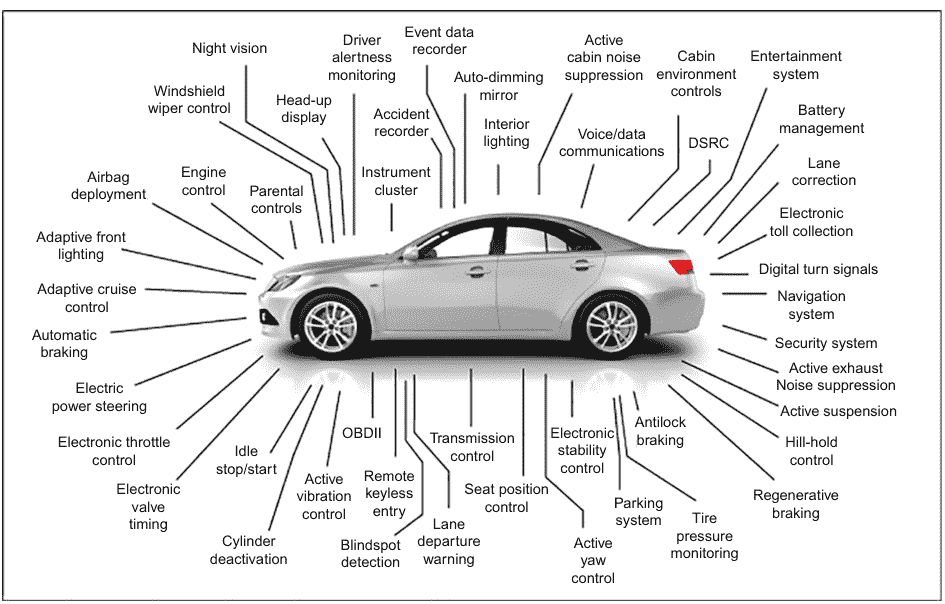 Night vision
Driver
alertness
monitoring
Event data
recorder
Active
cabin noise
suppression
Cabin
environment
controls
Entertainment
system
Windshield
wiper control
Head-up
display
Accident
recorder
Auto-dimming
mirror
Interior
lighting
Voice/data
communications
DSRC
Battery
management
Airbag
deployment
Engine
control
Parental
controls
Instrument
cluster
Lane
correction
Adaptive front
lighting
Electronic
toll collection
Adaptive cruise
control
Digital turn signals
Automatic
braking
Navigation
system
Security system
Electric
power steering
Active exhaust
Noise suppression
Active suspension
Electronic throttle
control
Idle
stop/start
OBDII
Transmission
control
Electronic
stability
control
Antilock
braking
Hill-hold
control
Electronic
valve
timing
Active
vibration
control
Remote
keyless
entry
Seat position
control
Parking
system
Regenerative
braking
Cylinder
deactivation
Blindspot
detection
Lane
departure
warning
Active
yaw
control
Tire
pressure
monitoring